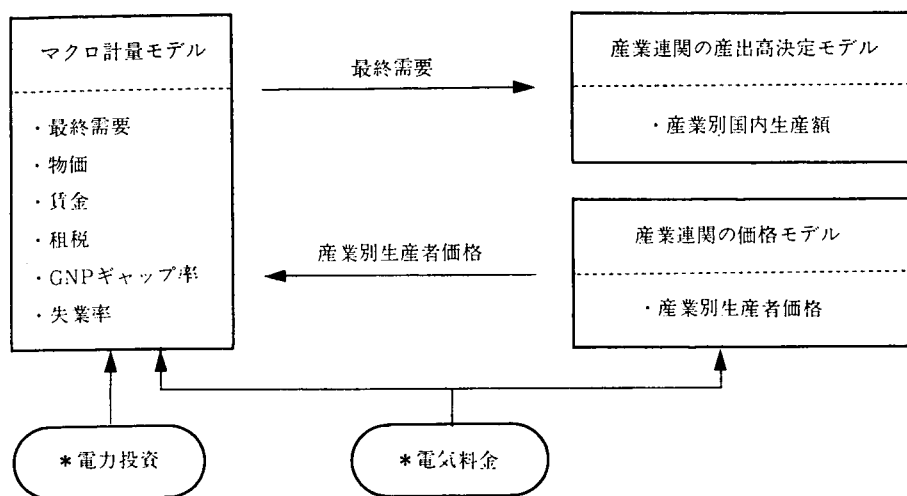 マクロ計量モデル
・最終需要
・物価
・賃金
・租税
・GNPギャップ率
・失業率
最終需要
産業連関の産出高決定モデル
・産業別国内生産額
産業別生産者価格
産業連関の価格モデル
・産業別生産者価格
*電力投資
*電気料金